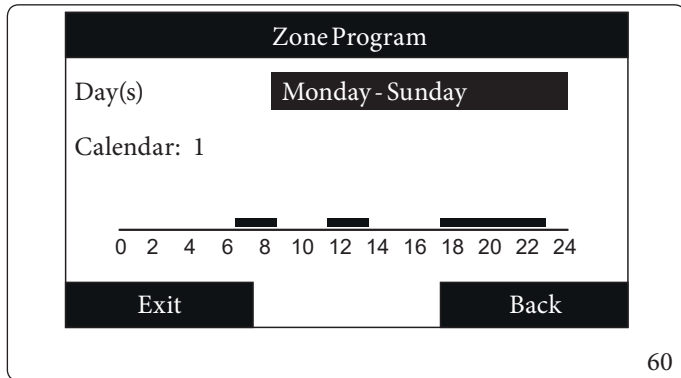 Zone Program
Day(s) Monday - Sunday
Calendar: 1
0 2 4 6 8 10 12 14 16 18 20 22 24
Exit Back
60